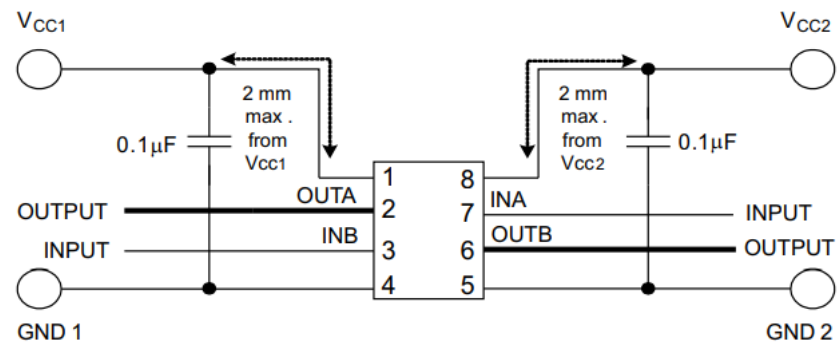 VCC1
VCC2
2 mm
max .
from
Vcc1
2 mm
max .
from
Vcc2
0.1μF
0.1μF
1
8
OUTPUT
OUTA
2
7
INA
INPUT
INPUT
INB
3
6
OUTB
OUTPUT
4
5
GND 1
GND 2